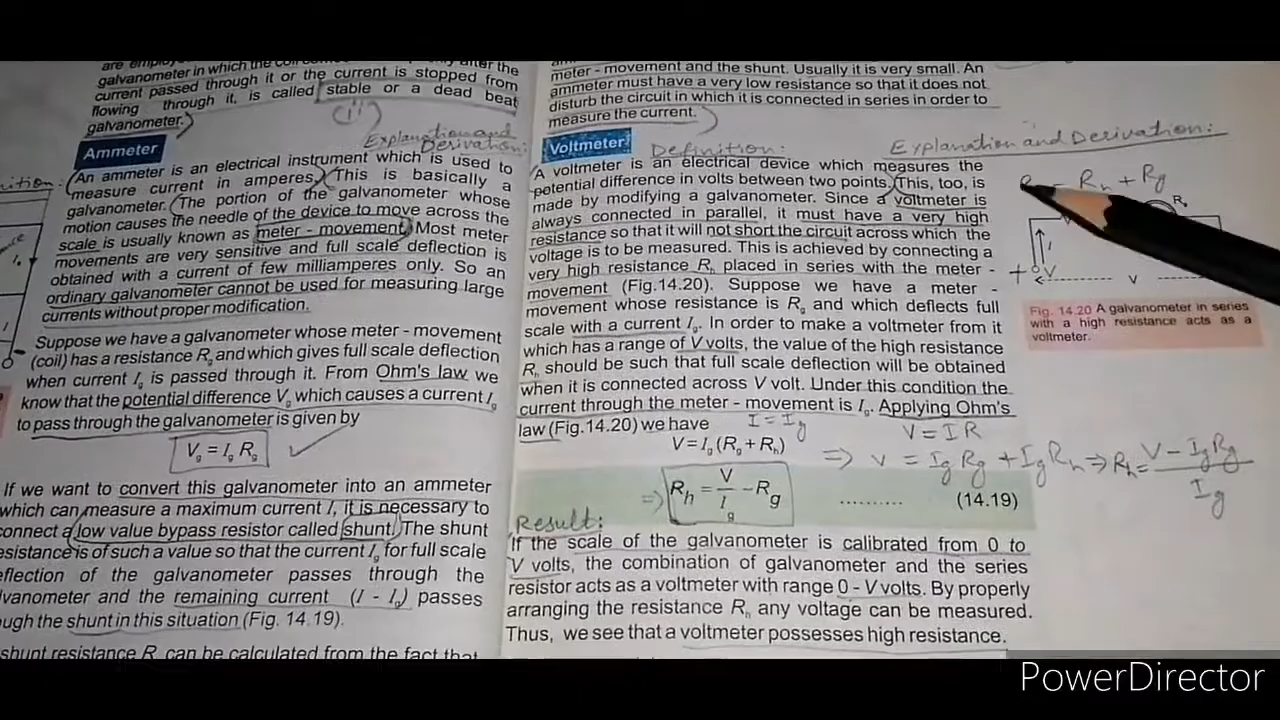 galvanometer in which the coil
after the
current passed through it or the current is stopped from
flowing through it, is called stable or a dead beat
galvanometer.
(ii)
Explanation and
Derivation:
Ammeter
An ammeter is an electrical instrument which is used to
measure current in amperes. This is basically a
galvanometer. The portion of the galvanometer whose
motion causes the needle of the device to move across the
scale is usually known as meter - movement. Most meter
movements are very sensitive and full scale deflection is
obtained with a current of few milliamperes only. So an
ordinary galvanometer cannot be used for measuring large
currents without proper modification.
Suppose we have a galvanometer whose meter - movement
(coil) has a resistance Rg and which gives full scale deflection
when current Ig is passed through it. From Ohm's law we
know that the potential difference Vg which causes a current Ig
to pass through the galvanometer is given by
Vg = Ig Rg
If we want to convert this galvanometer into an ammeter
which can measure a maximum current I, it is necessary to
connect a low value bypass resistor called shunt. The shunt
esistance is of such a value so that the current Ig for full scale
eflection of the galvanometer passes through the
lvanometer and the remaining current (I - Ig) passes
ugh the shunt in this situation (Fig. 14.19).
shunt resistance R can be calculated from the fact that
meter - movement and the shunt. Usually it is very small. An
ammeter must have a very low resistance so that it does not
disturb the circuit in which it is connected in series in order to
measure the current.
Voltmeter Definition: Explanation and Derivation:
A voltmeter is an electrical device which measures the
potential difference in volts between two points. This, too, is
made by modifying a galvanometer. Since a voltmeter is
always connected in parallel, it must have a very high
resistance so that it will not short the circuit across which the
voltage is to be measured. This is achieved by connecting a
very high resistance Rh placed in series with the meter -
movement (Fig.14.20). Suppose we have a meter -
movement whose resistance is Rg and which deflects full
scale with a current Ig. In order to make a voltmeter from it
which has a range of V volts, the value of the high resistance
Rh should be such that full scale deflection will be obtained
when it is connected across V volt. Under this condition the
current through the meter - movement is Ig. Applying Ohm's
law (Fig.14.20) we have I = Ig V = IR
V = Ig (Rg + Rh) ⇒ V = IgRg + IgRh ⇒ Rh = V - IgRg / Ig
⇒ Rh = V / Ig - Rg .......... (14.19)
Result:
If the scale of the galvanometer is calibrated from 0 to
V volts, the combination of galvanometer and the series
resistor acts as a voltmeter with range 0 - V volts. By properly
arranging the resistance Rh any voltage can be measured.
Thus, we see that a voltmeter possesses high resistance.
Rh + Rg
I
+ V
V
Fig. 14.20 A galvanometer in series
with a high resistance acts as a
voltmeter.
PowerDirector